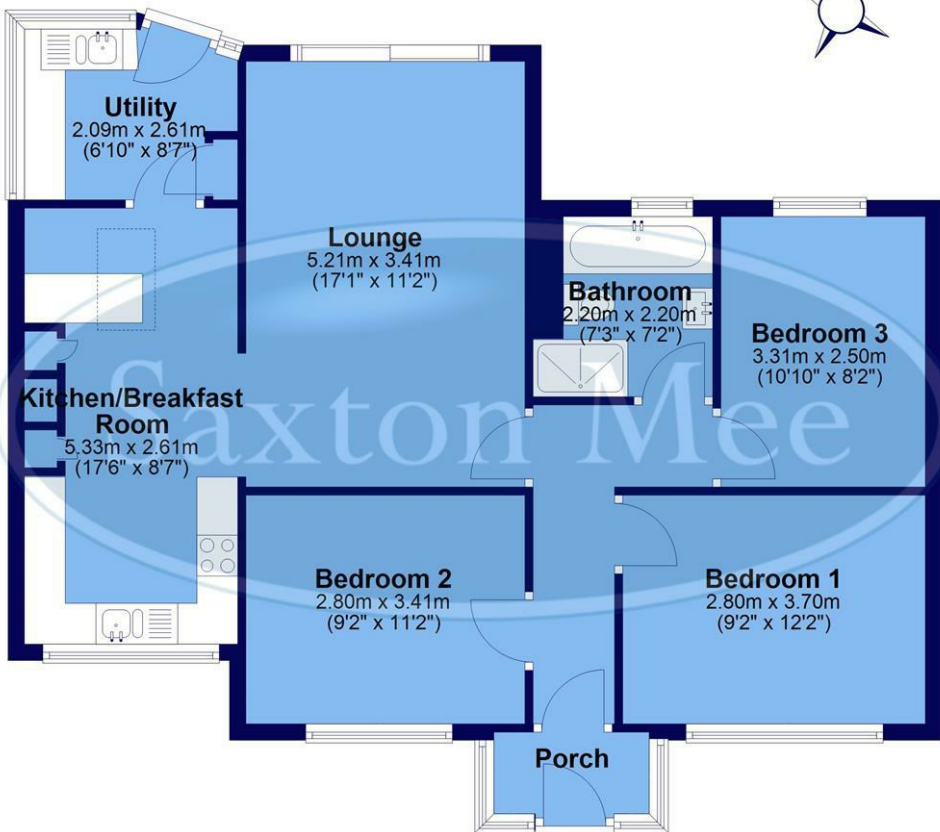 Utility
2.09m x 2.61m
(6'10" x 8'7")
Lounge
5.21m x 3.41m
(17'1" x 11'2")
Bathroom
2.20m x 2.20m
(7'3" x 7'2")
Bedroom 3
3.31m x 2.50m
(10'10" x 8'2")
Kitchen/Breakfast
Room
5.33m x 2.61m
(17'6" x 8'7")
Saxton Mee
Bedroom 2
2.80m x 3.41m
(9'2" x 11'2")
Bedroom 1
2.80m x 3.70m
(9'2" x 12'2")
Porch